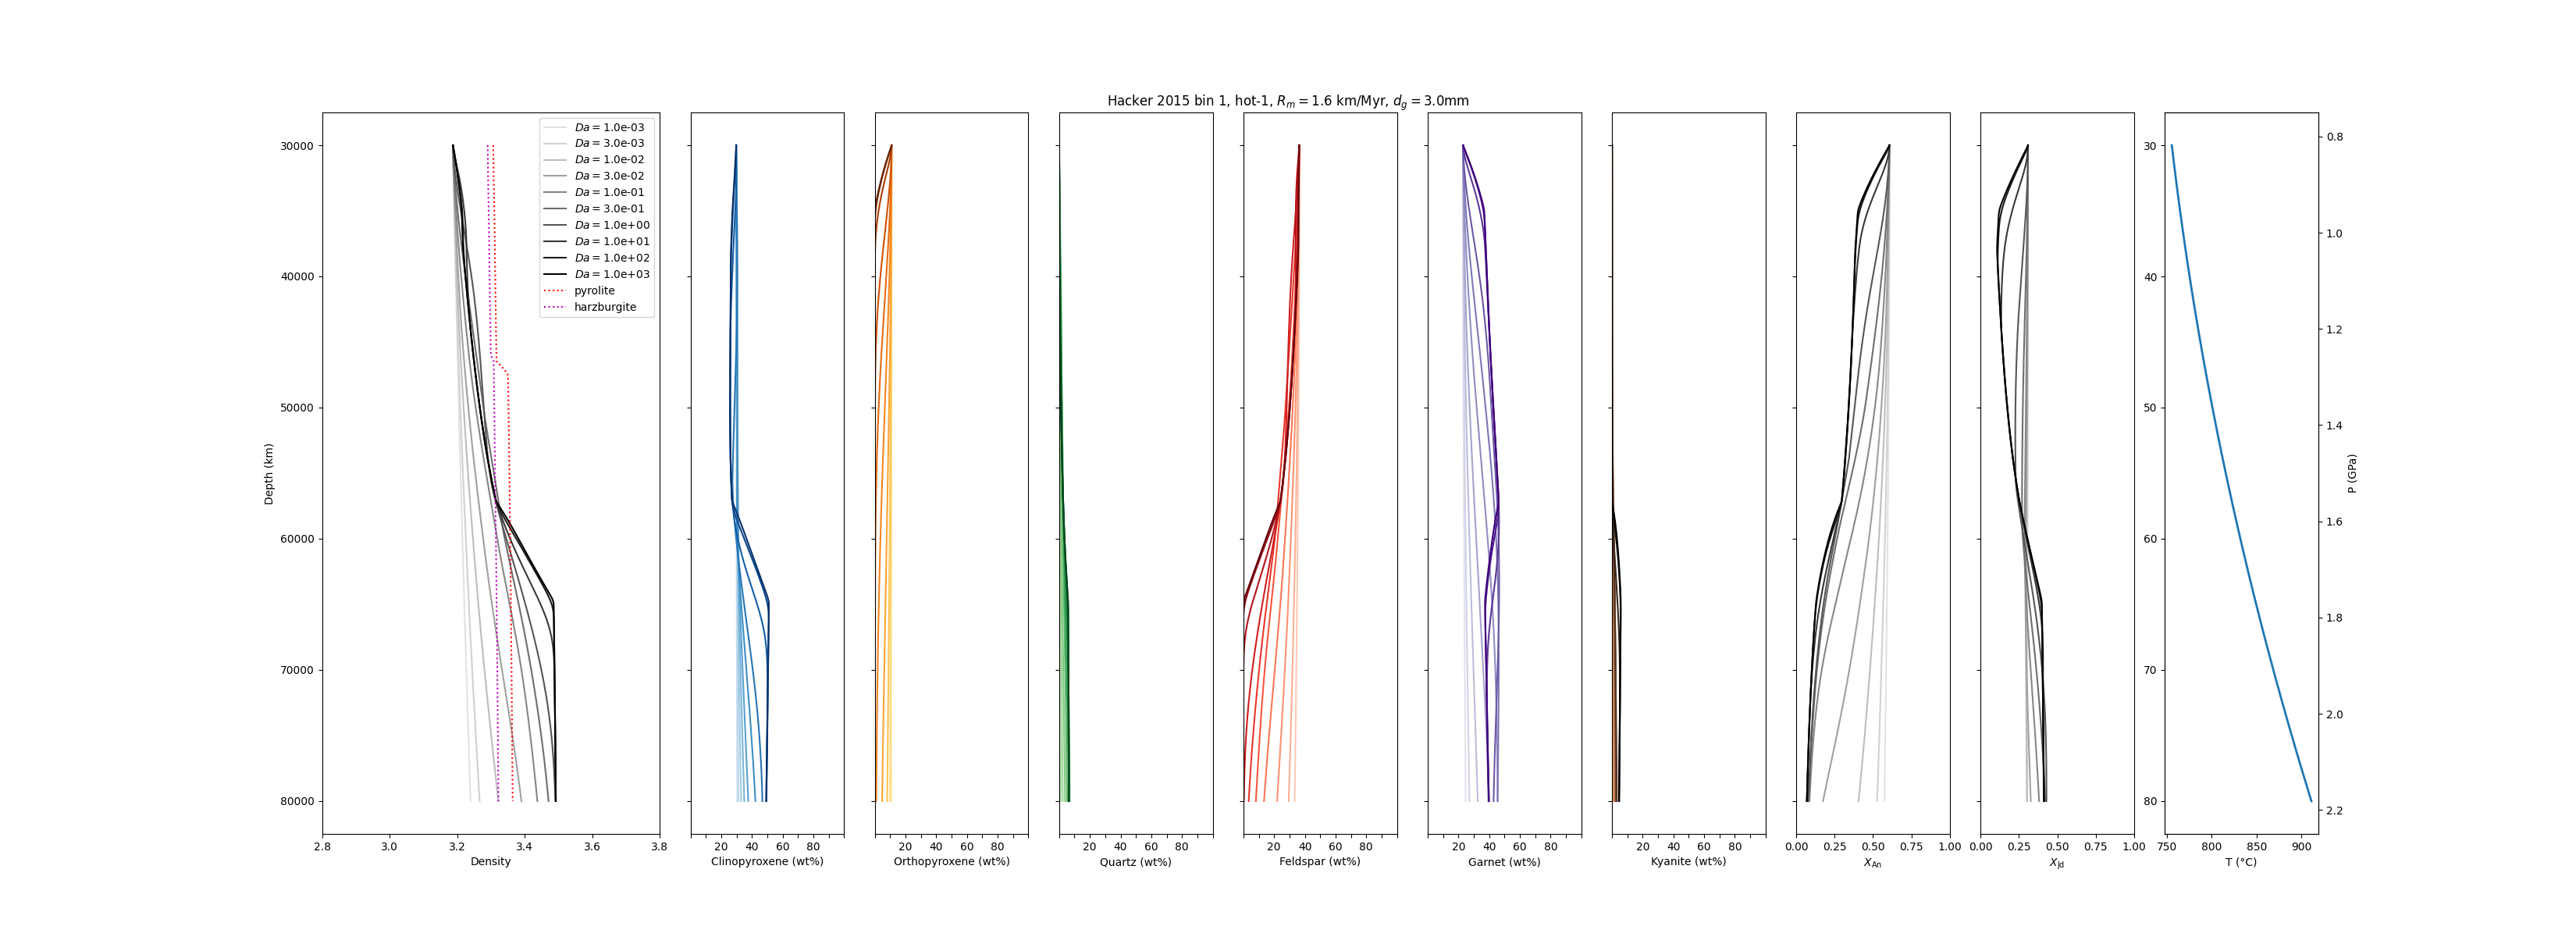 Hacker 2015 bin 1, hot-1, R_m = 1.6 km/Myr, d_g = 3.0mm
Da = 1.0e-03
Da = 3.0e-03
Da = 1.0e-02
Da = 3.0e-02
Da = 1.0e-01
Da = 3.0e-01
Da = 1.0e+00
Da = 1.0e+01
Da = 1.0e+02
Da = 1.0e+03
pyrolite
harzburgite
30000
40000
50000
60000
70000
80000
Depth (km)
2.8 3.0 3.2 3.4 3.6 3.8
Density
20 40 60 80
Clinopyroxene (wt%)
20 40 60 80
Orthopyroxene (wt%)
20 40 60 80
Quartz (wt%)
20 40 60 80
Feldspar (wt%)
20 40 60 80
Garnet (wt%)
20 40 60 80
Kyanite (wt%)
0.00 0.25 0.50 0.75 1.00
X_An
0.00 0.25 0.50 0.75 1.00
X_Jd
30
40
50
60
70
80
750 800 850 900
T (°C)
0.8
1.0
1.2
1.4
1.6
1.8
2.0
2.2
P (GPa)